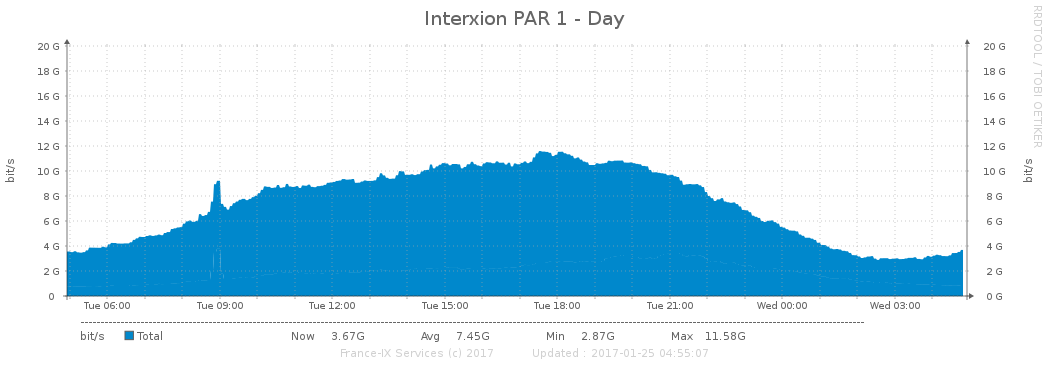 Interxion PAR 1 - Day
RRDTOOL / TOBI OETIKER
bit/s
20 G
18 G
16 G
14 G
12 G
10 G
8 G
6 G
4 G
2 G
0
20 G
18 G
16 G
14 G
12 G
10 G
8 G
6 G
4 G
2 G
0 G
bit/s
Tue 06:00 Tue 09:00 Tue 12:00 Tue 15:00 Tue 18:00 Tue 21:00 Wed 00:00 Wed 03:00
bit/s Total Now 3.67G Avg 7.45G Min 2.87G Max 11.58G
France-IX Services (c) 2017 Updated : 2017-01-25 04:55:07